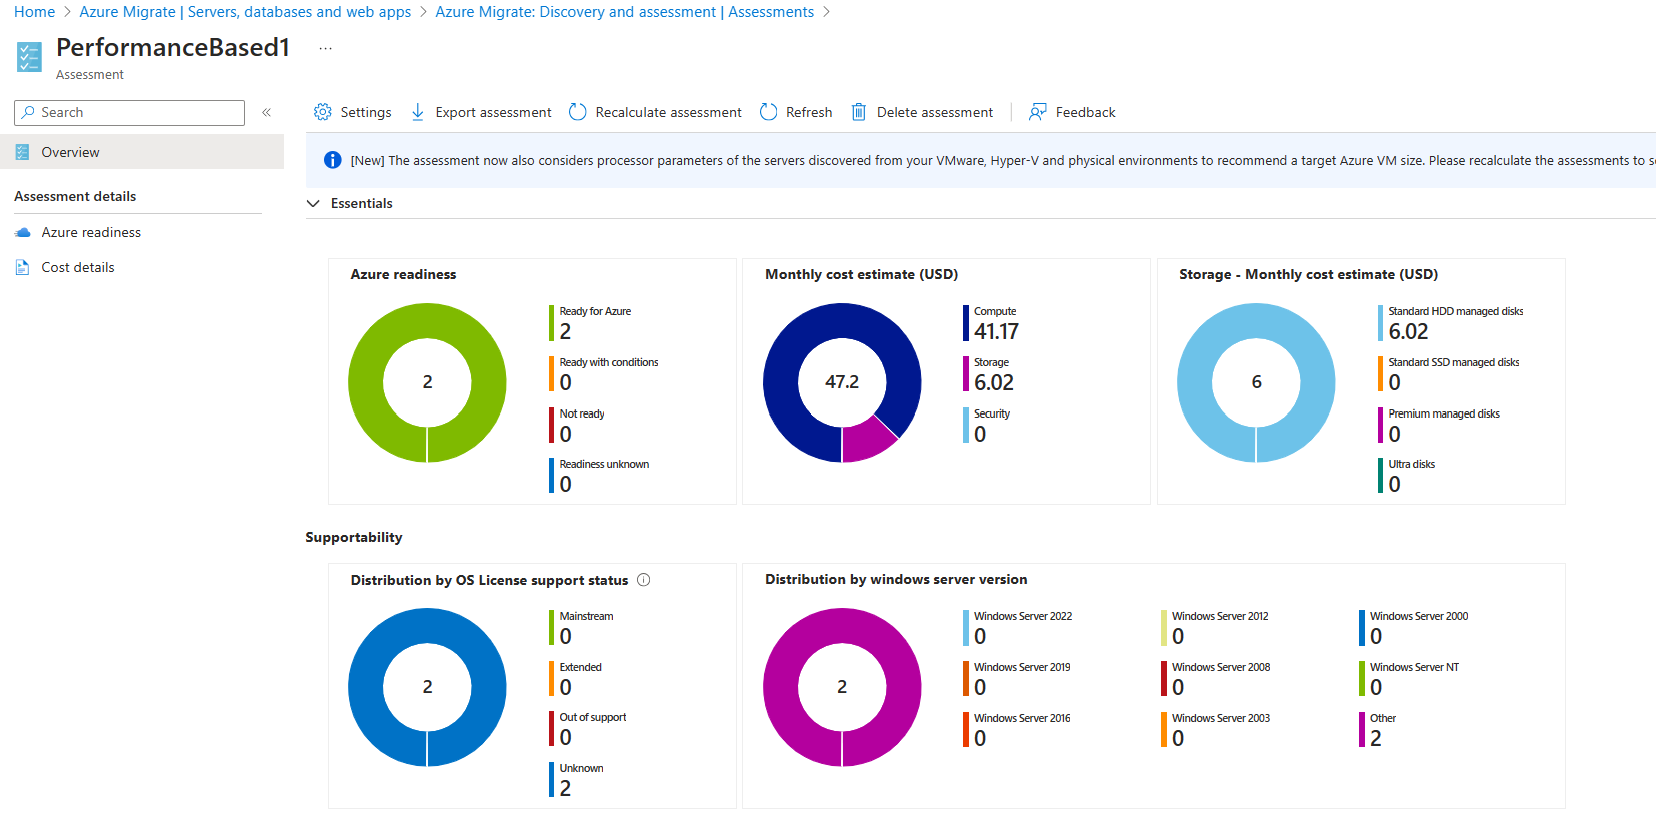 Home > Azure Migrate | Servers, databases and web apps > Azure Migrate: Discovery and assessment | Assessments >
PerformanceBased1 ...
Assessment
Search «
Settings Export assessment Recalculate assessment Refresh Delete assessment Feedback
Overview
Assessment details
Azure readiness
Cost details
[New] The assessment now also considers processor parameters of the servers discovered from your VMware, Hyper-V and physical environments to recommend a target Azure VM size. Please recalculate the assessments to s
Essentials
Azure readiness
2
Ready for Azure
2
Ready with conditions
0
Not ready
0
Readiness unknown
0
Monthly cost estimate (USD)
47.2
Compute
41.17
Storage
6.02
Security
0
Storage - Monthly cost estimate (USD)
6
Standard HDD managed disks
6.02
Standard SSD managed disks
0
Premium managed disks
0
Ultra disks
0
Supportability
Distribution by OS License support status
2
Mainstream
0
Extended
0
Out of support
0
Unknown
2
Distribution by windows server version
2
Windows Server 2022
0
Windows Server 2019
0
Windows Server 2016
0
Windows Server 2012
0
Windows Server 2008
0
Windows Server 2003
0
Windows Server 2000
0
Windows Server NT
0
Other
2